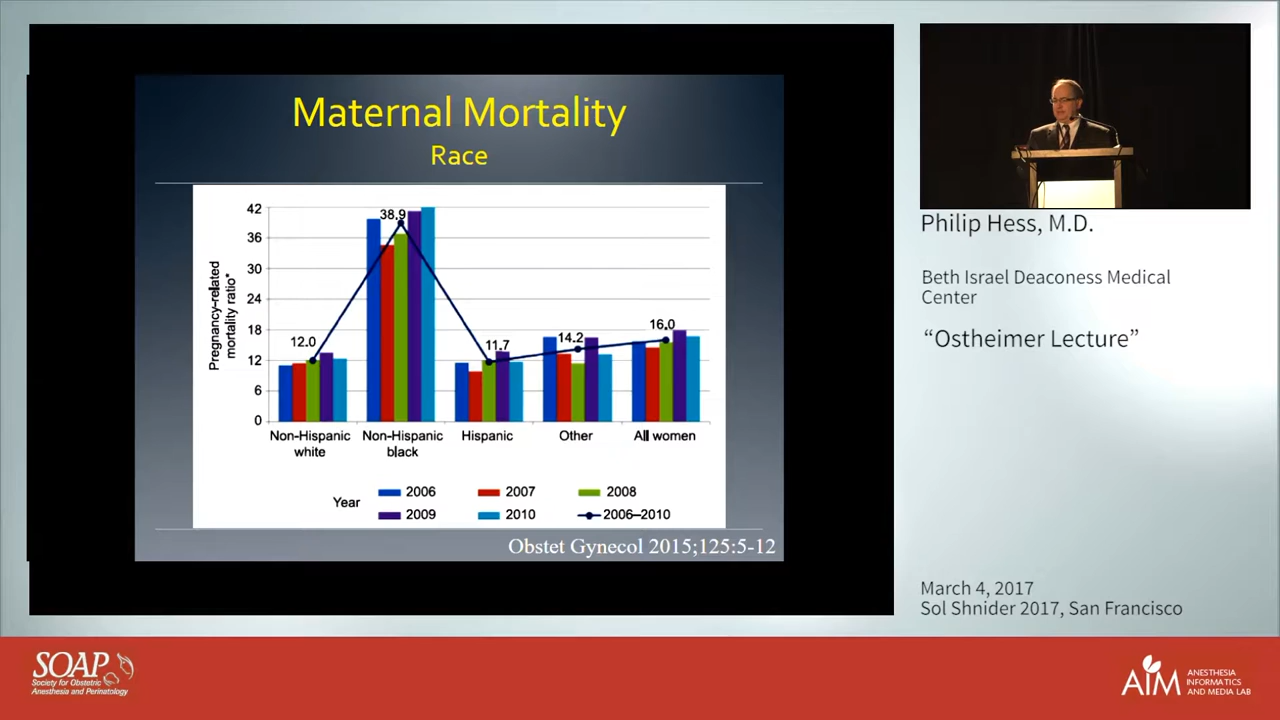 Maternal Mortality
Race
Pregnancy-related
mortality ratio*
42
36
30
24
18
12
6
0
12.0
38.9
11.7
14.2
16.0
Non-Hispanic
white
Non-Hispanic
black
Hispanic
Other
All women
Year
2006
2007
2008
2009
2010
2006–2010
Obstet Gynecol 2015;125:5-12
Philip Hess, M.D.
Beth Israel Deaconess Medical
Center
“Ostheimer Lecture”
March 4, 2017
Sol Shnider 2017, San Francisco
SOAP
Society for Obstetric
Anesthesia and Perinatology
AIM
ANESTHESIA
INFORMATICS
AND MEDIA LAB